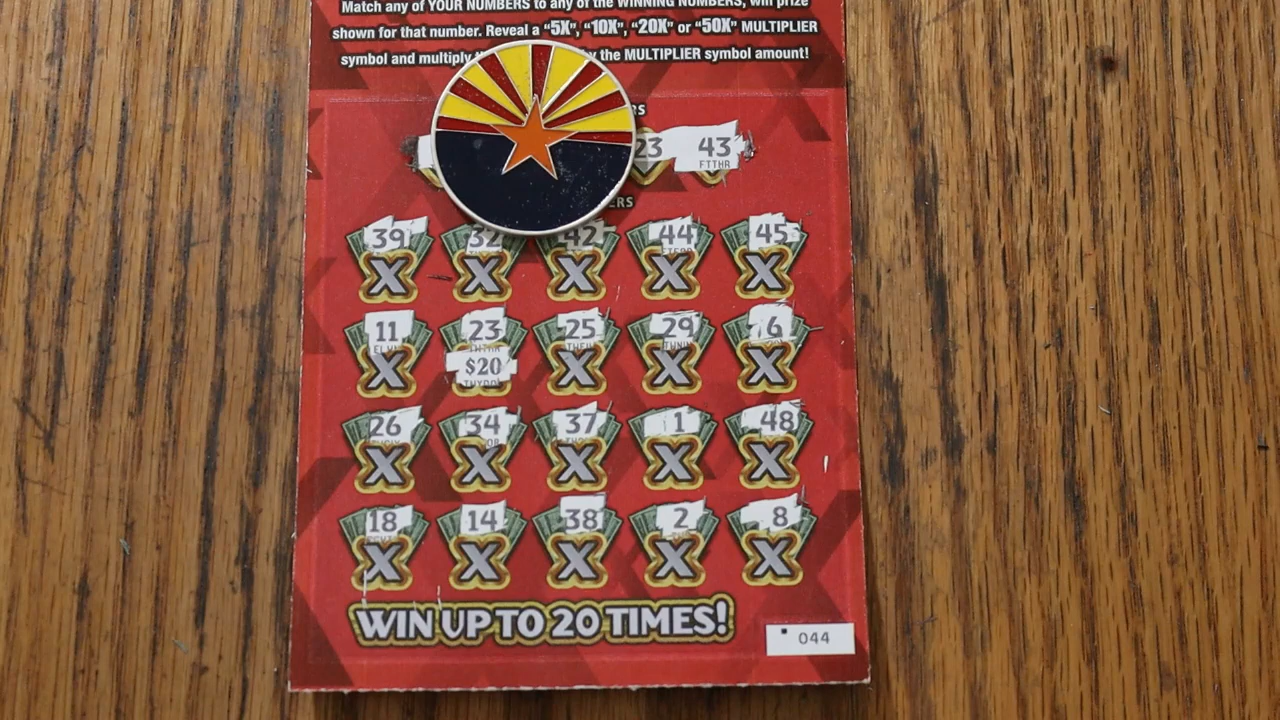 Match any of YOUR NUMBERS to any of the WINNING NUMBERS, win prize
shown for that number. Reveal a "5X", "10X", "20X" or "50X" MULTIPLIER
symbol and multiply by the MULTIPLIER symbol amount!
RS
23 43
FTTHR
ERS
39 32 42 44 45
X X X X X
11 23 25 29 6
X $20 X X X
26 34 37 1 48
X X X X X
18 14 38 2 8
X X X X X
WIN UP TO 20 TIMES!
044